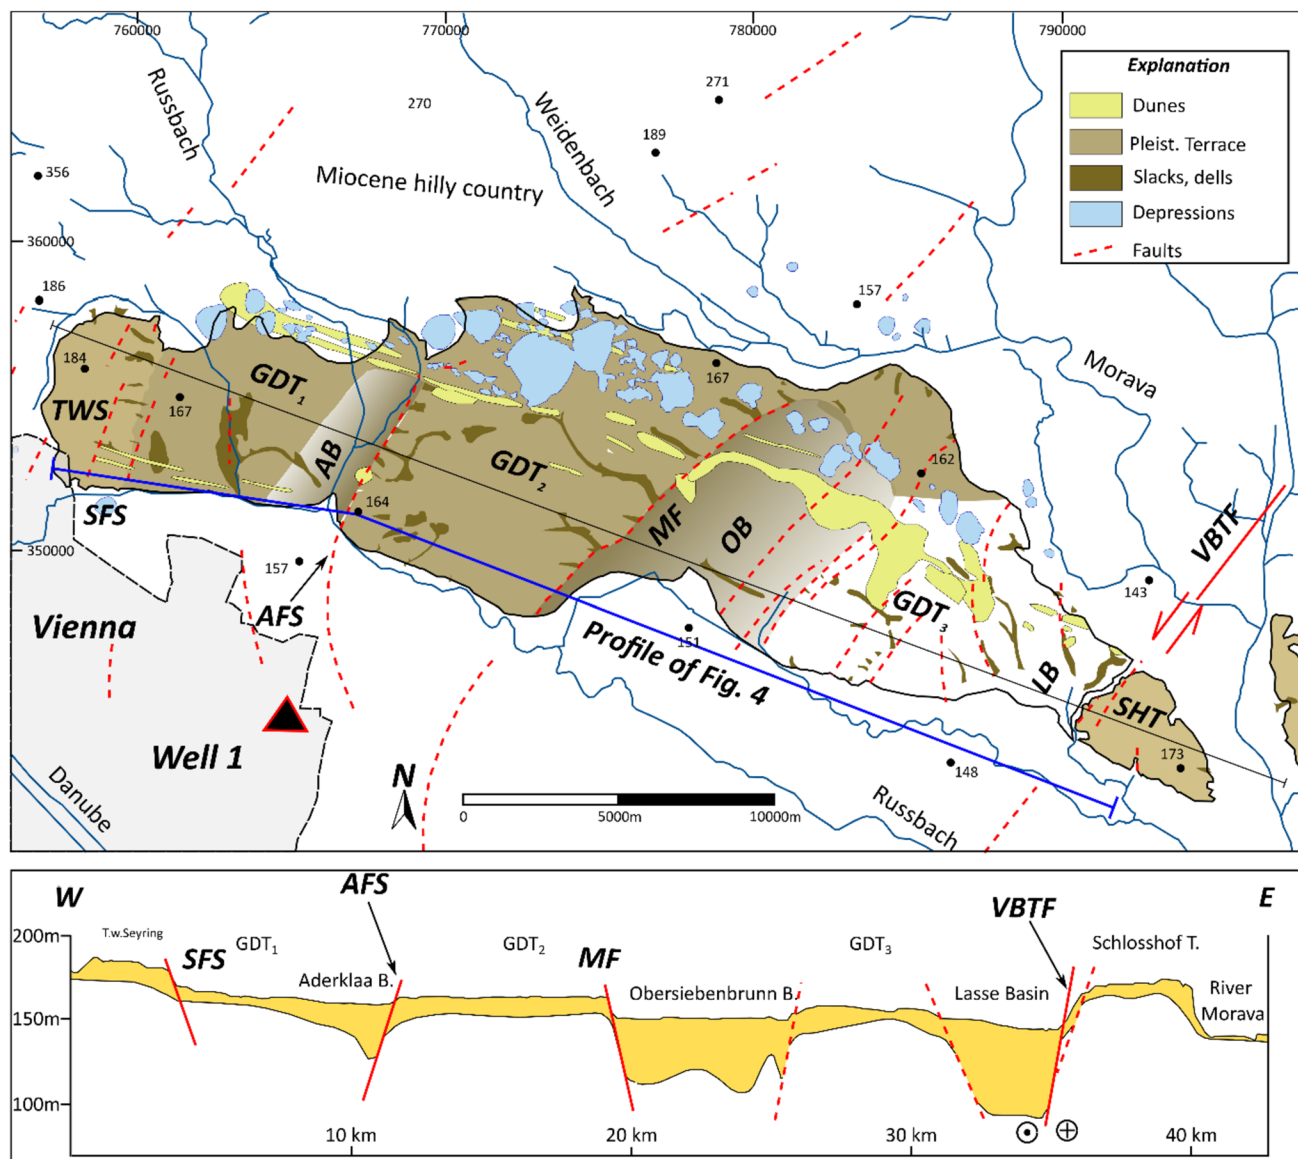 760000
770000
780000
790000
Explanation
Dunes
Pleist. Terrace
Slacks, dells
Depressions
Faults
Russbach
270
Weidenbach
271
189
356
Miocene hilly country
360000
186
157
Morava
184
TWS
167
GDT1
AB
167
GDT2
162
164
MF
OB
SFS
350000
157
AFS
VBTF
143
Vienna
151
Profile of Fig. 4
GDT3
LB
SHT
173
Well 1
148
Danube
N
Russbach
0
5000m
10000m
W
AFS
VBTF
E
200m
T.w.Seyring
SFS
GDT1
GDT2
MF
GDT3
Schlosshof T.
Aderklaa B.
Obersiebenbrunn B.
Lasse Basin
River
Morava
150m
100m
10 km
20 km
30 km
40 km